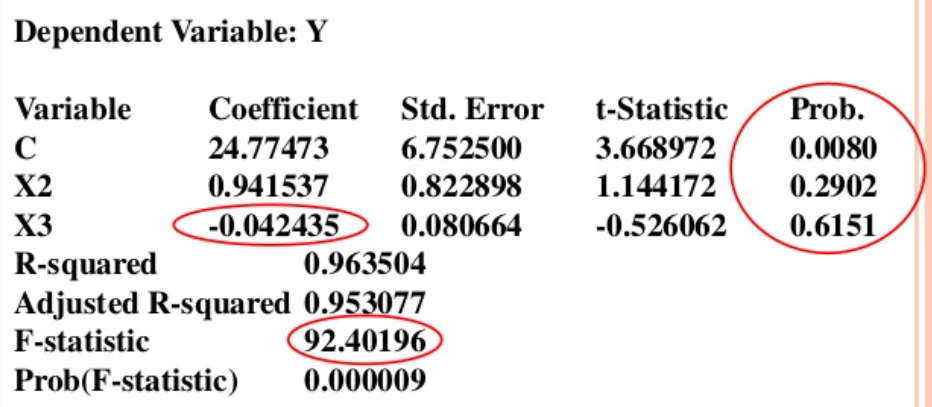 Dependent Variable: Y
Variable Coefficient Std. Error t-Statistic Prob.
C 24.77473 6.752500 3.668972 0.0080
X2 0.941537 0.822898 1.144172 0.2902
X3 -0.042435 0.080664 -0.526062 0.6151
R-squared 0.963504
Adjusted R-squared 0.953077
F-statistic 92.40196
Prob(F-statistic) 0.000009